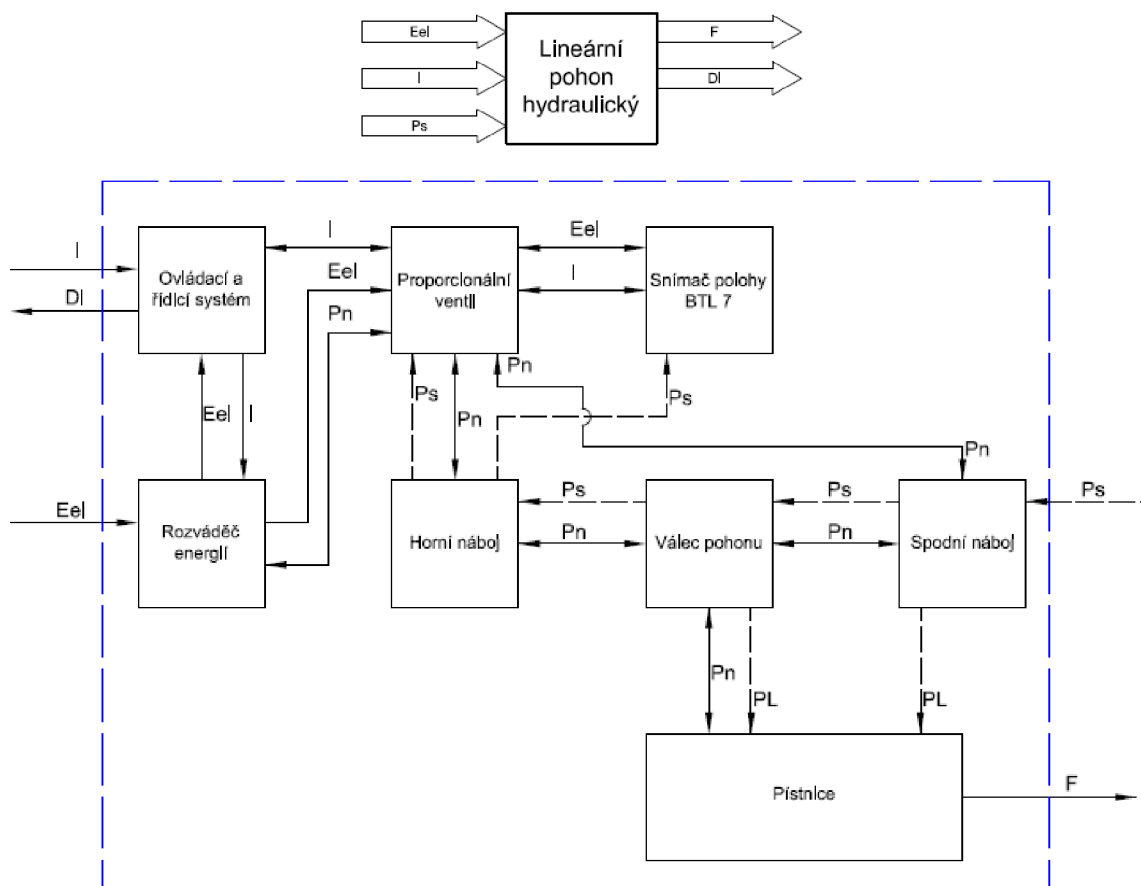 Eel
F
I
DI
Ps
Lineární
pohon
hydraulický
I
DI
Ovládací a
řídicí systém
I
Eel
Pn
Proporcionální
ventil
Eel
I
Snímač polohy
BTL 7
Eel
I
Ps
Pn
Pn
Ps
Pn
Eel
Rozváděč
energií
Horní náboj
Ps
Pn
Válec pohonu
Ps
Pn
Spodní náboj
Ps
Pn
PL
PL
Pístnice
F